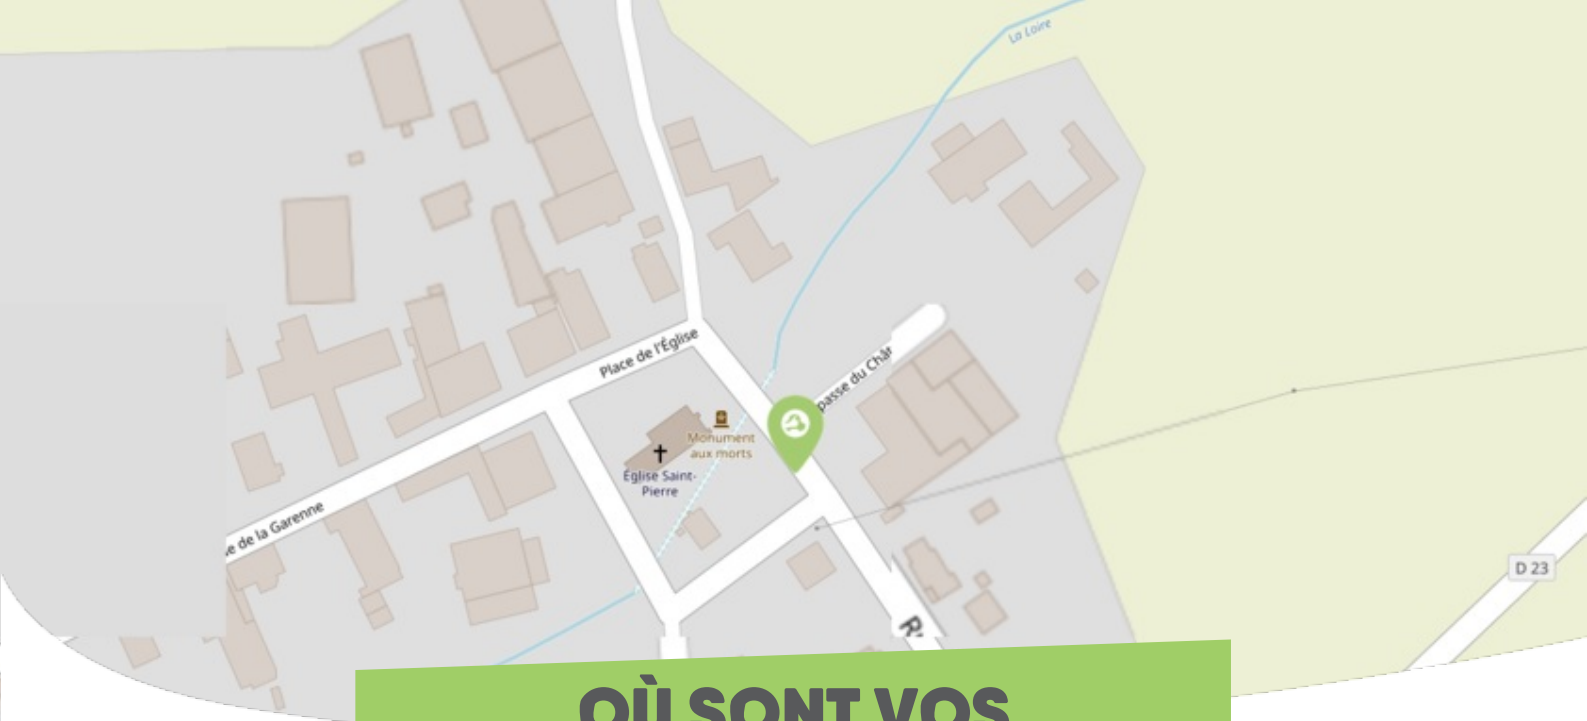 La Loire
Place de l'Église
passe du Chât
Monument
aux morts
Église Saint-
Pierre
e de la Garenne
D 23
OÙ SONT VOS